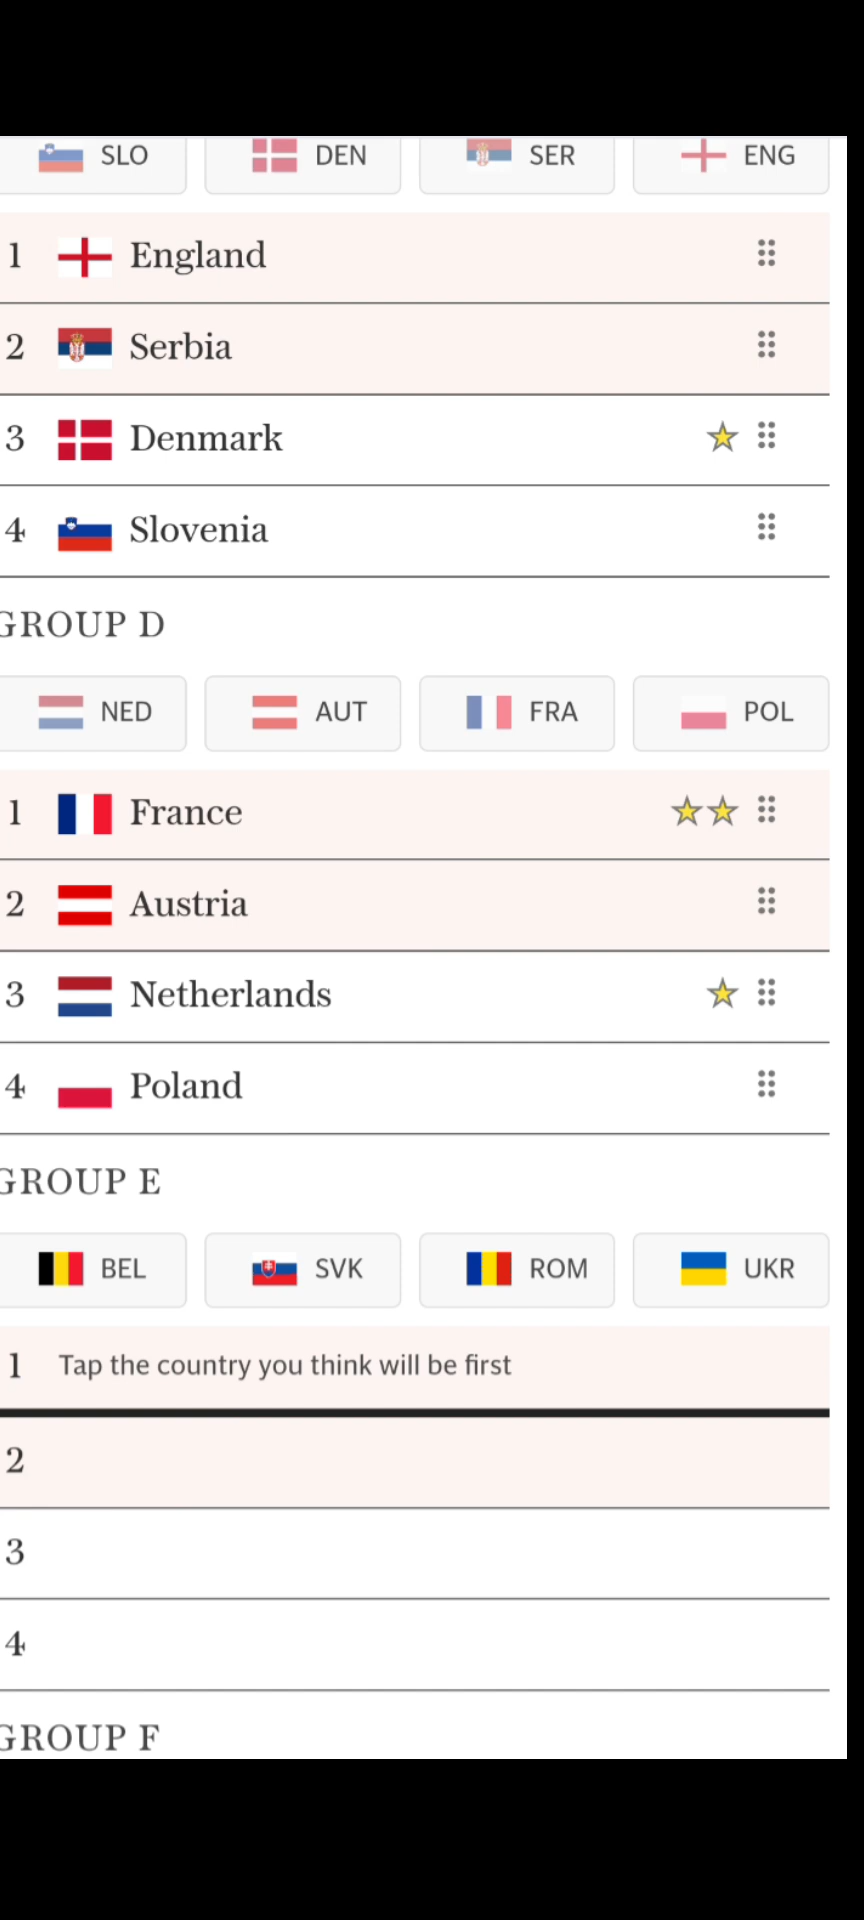 SLO DEN SER ENG
1 England
2 Serbia
3 Denmark
4 Slovenia
GROUP D
NED AUT FRA POL
1 France
2 Austria
3 Netherlands
4 Poland
GROUP E
BEL SVK ROM UKR
1 Tap the country you think will be first
2
3
4
GROUP F